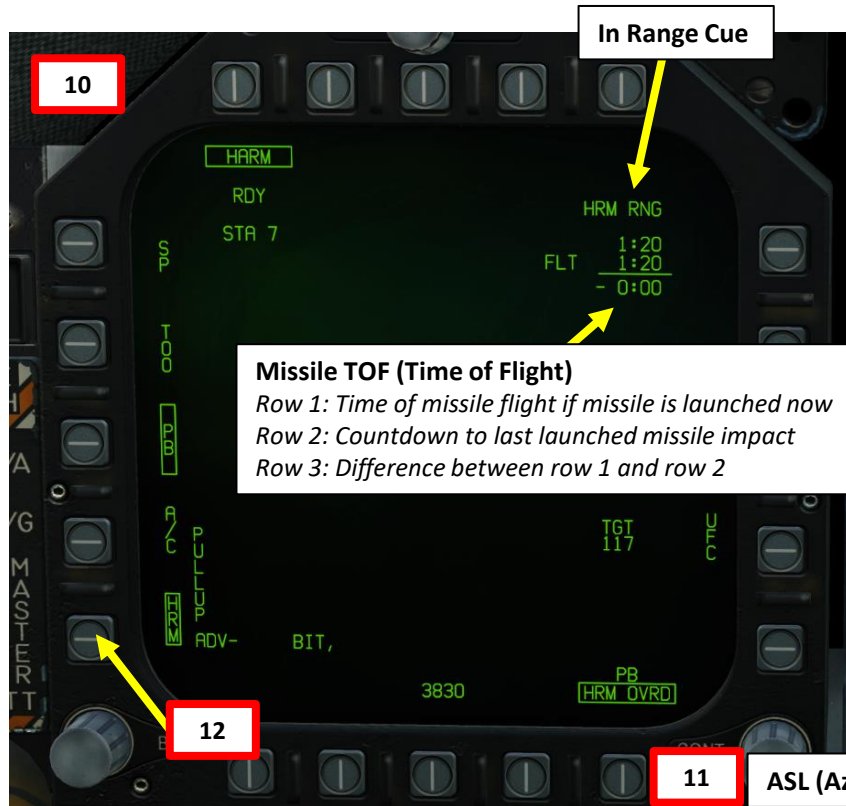 In Range Cue
10
HARM
RDY
STA 7
HRM RNG
1:20
FLT 1:20
- 0:00
SP
TOO
PB
A/C
PULLUP
HRM
Missile TOF (Time of Flight)
Row 1: Time of missile flight if missile is launched now
Row 2: Countdown to last launched missile impact
Row 3: Difference between row 1 and row 2
TGT
117
UFC
ADV- BIT,
3830
PB
HRM OVRD
12
11
ASL (Az
/A
/G
MASTER